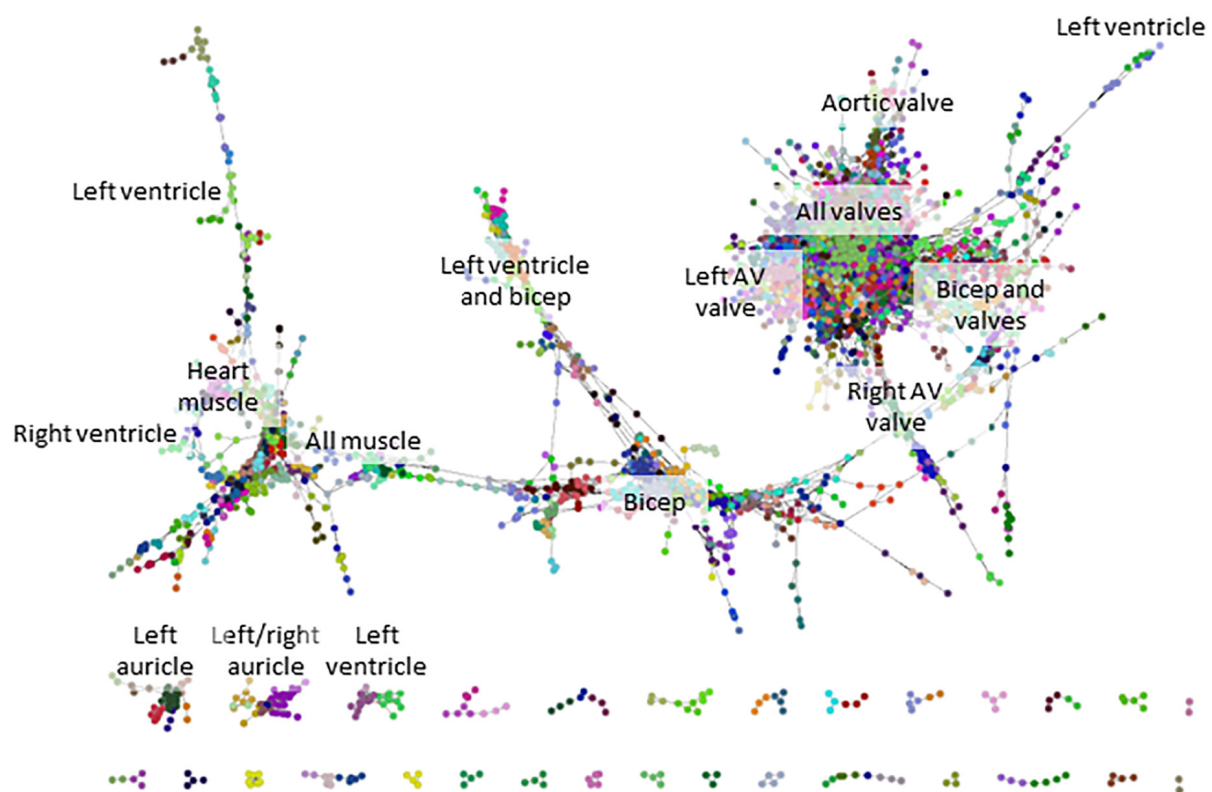 Left ventricle
Aortic valve
Left ventricle
All valves
Left ventricle
and bicep
Left AV
valve
Bicep and
valves
Heart
muscle
Right AV
valve
Right ventricle
All muscle
Bicep
Left
auricle
Left/right
auricle
Left
ventricle